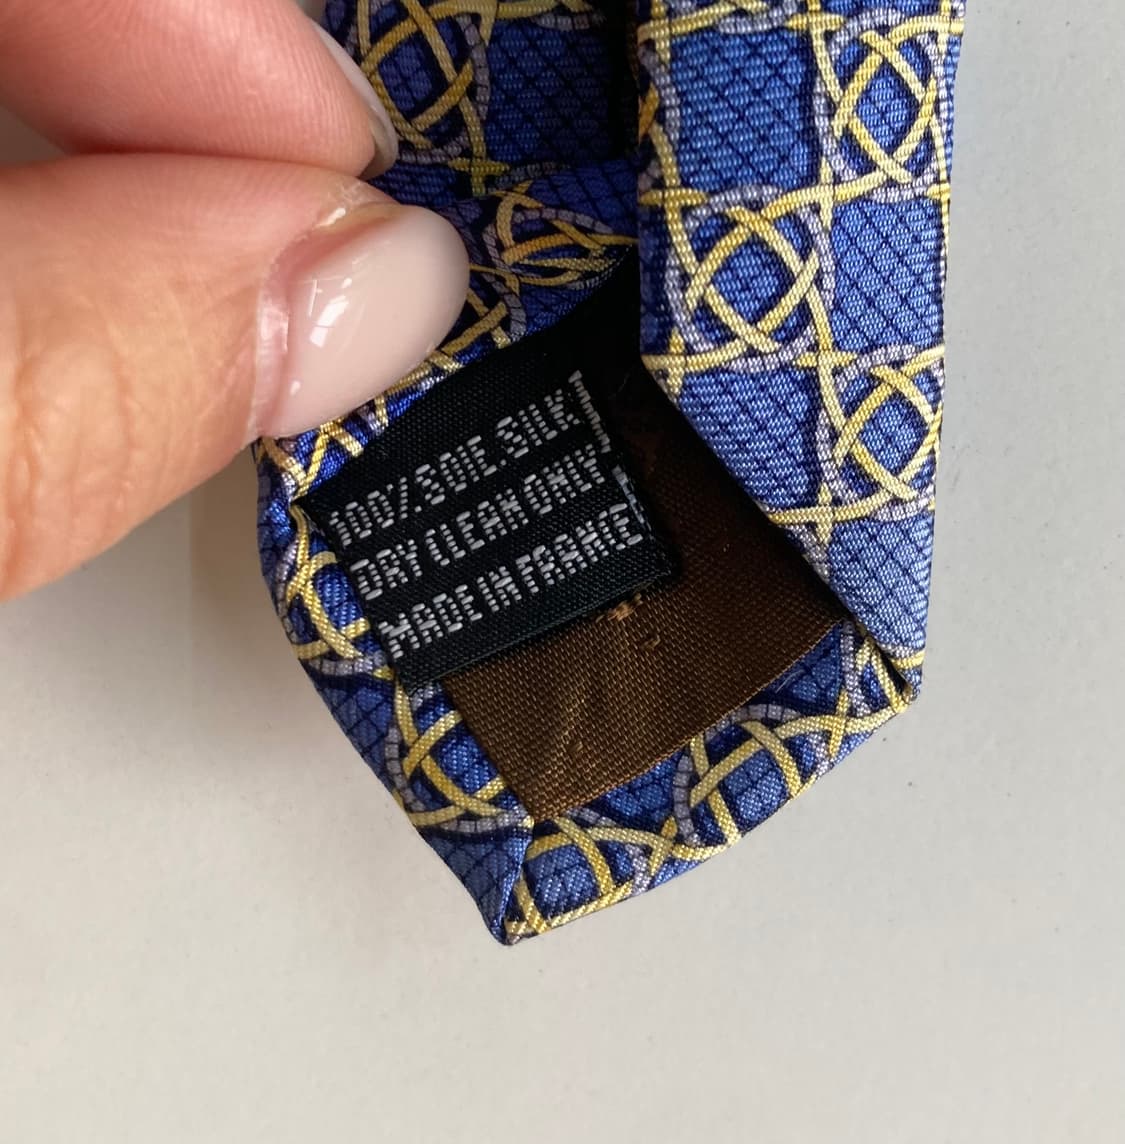 100% SOIE.SILK
DRY CLEAN ONLY
MADE IN FRANCE